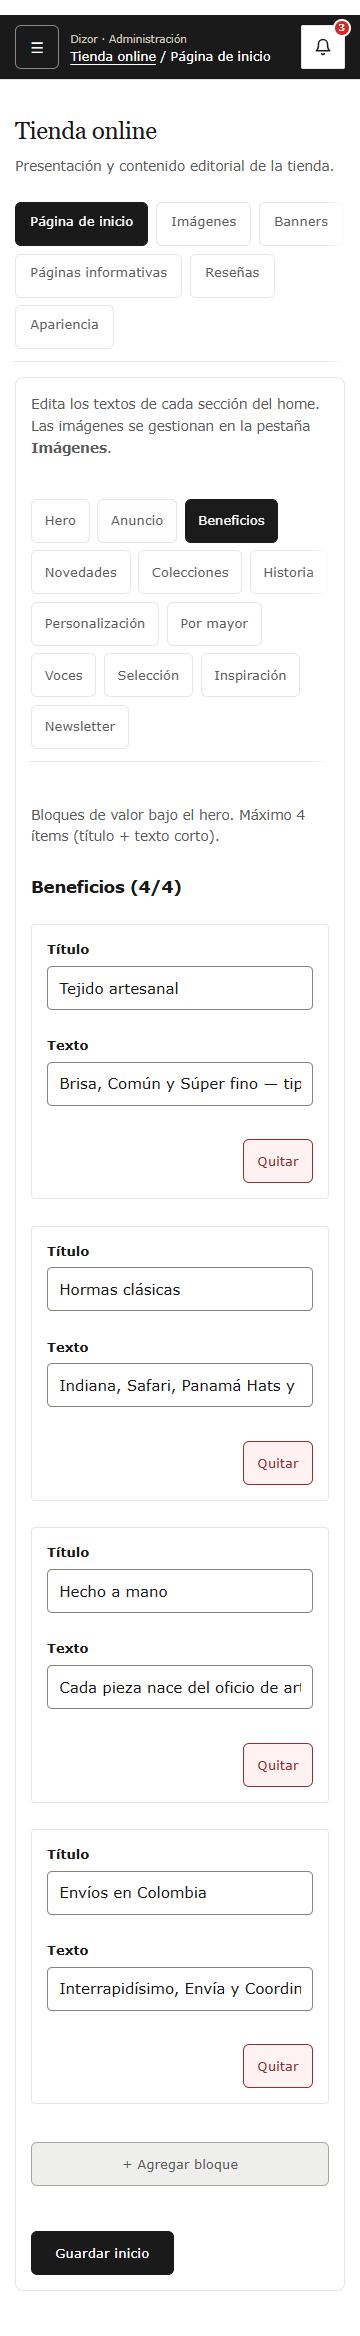 ☰
Dizor · Administración
Tienda online / Página de inicio
3
Tienda online
Presentación y contenido editorial de la tienda.
Página de inicio
Imágenes
Banners
Páginas informativas
Reseñas
Apariencia
Edita los textos de cada sección del home.
Las imágenes se gestionan en la pestaña
Imágenes.
Hero
Anuncio
Beneficios
Novedades
Colecciones
Historia
Personalización
Por mayor
Voces
Selección
Inspiración
Newsletter
Bloques de valor bajo el hero. Máximo 4
ítems (título + texto corto).
Beneficios (4/4)
Título
Tejido artesanal
Texto
Brisa, Común y Súper fino — tip
Quitar
Título
Hormas clásicas
Texto
Indiana, Safari, Panamá Hats y
Quitar
Título
Hecho a mano
Texto
Cada pieza nace del oficio de art
Quitar
Título
Envíos en Colombia
Texto
Interrapidísimo, Envía y Coordin
Quitar
+ Agregar bloque
Guardar inicio